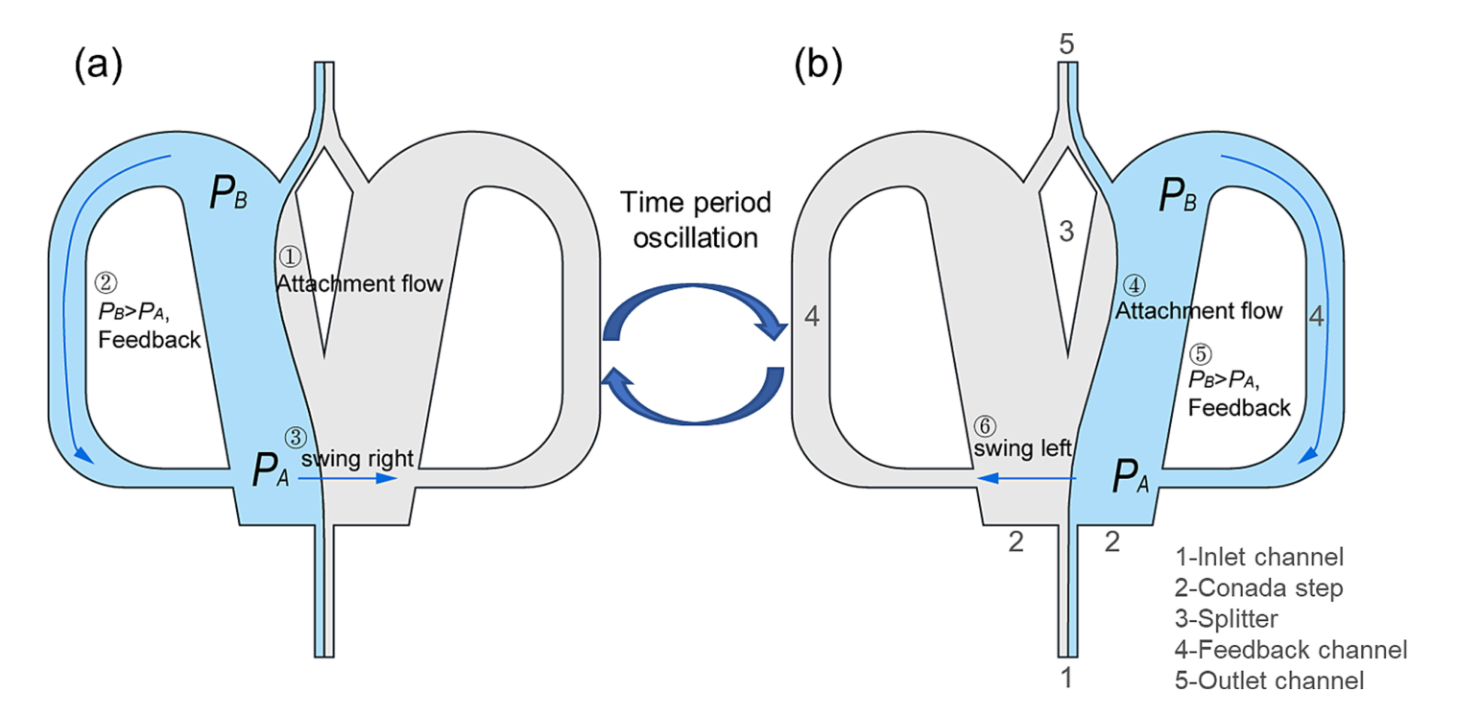 (a)
P_B
①
Attachment flow
②
P_B>P_A,
Feedback
③
swing right
P_A
Time period
oscillation
(b)
5
P_B
3
④
Attachment flow
4
4
⑤
P_B>P_A,
Feedback
⑥
swing left
P_A
2
2
1
1-Inlet channel
2-Conada step
3-Splitter
4-Feedback channel
5-Outlet channel